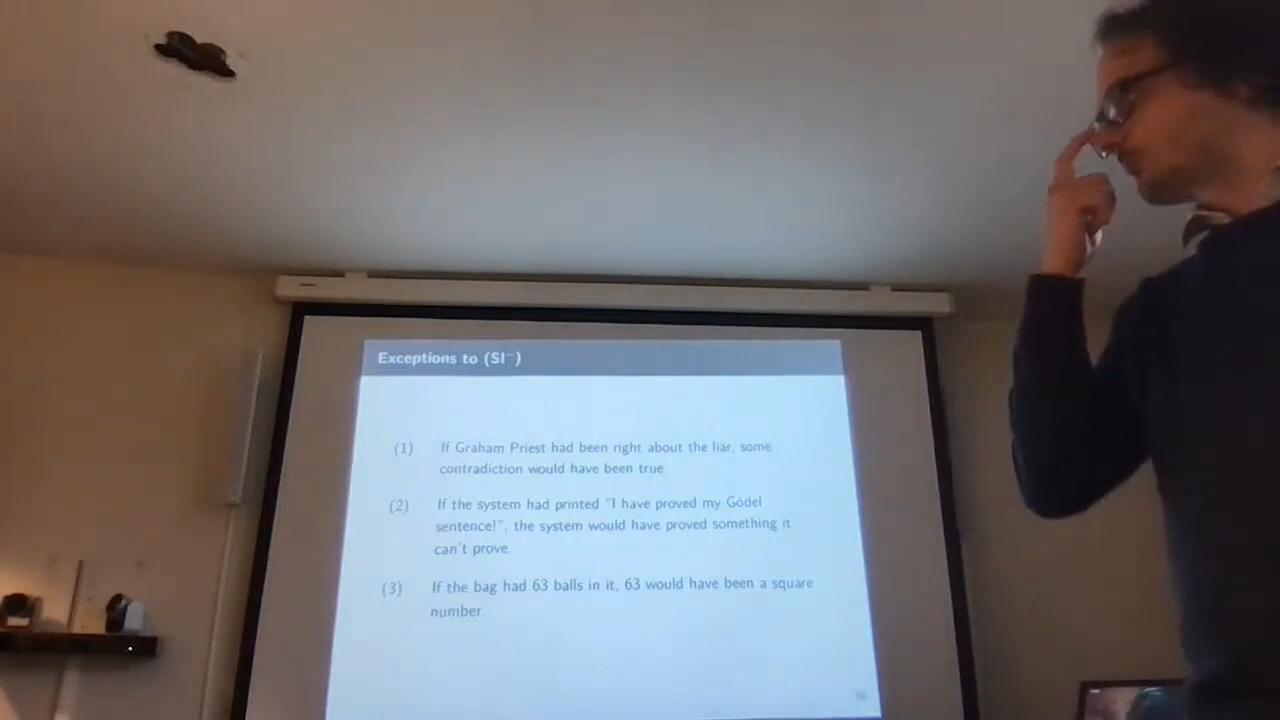 Exceptions to (SI⁻)
(1) If Graham Priest had been right about the liar, some
contradiction would have been true.
(2) If the system had printed "I have proved my Gödel
sentence!", the system would have proved something it
can't prove.
(3) If the bag had 63 balls in it, 63 would have been a square
number.